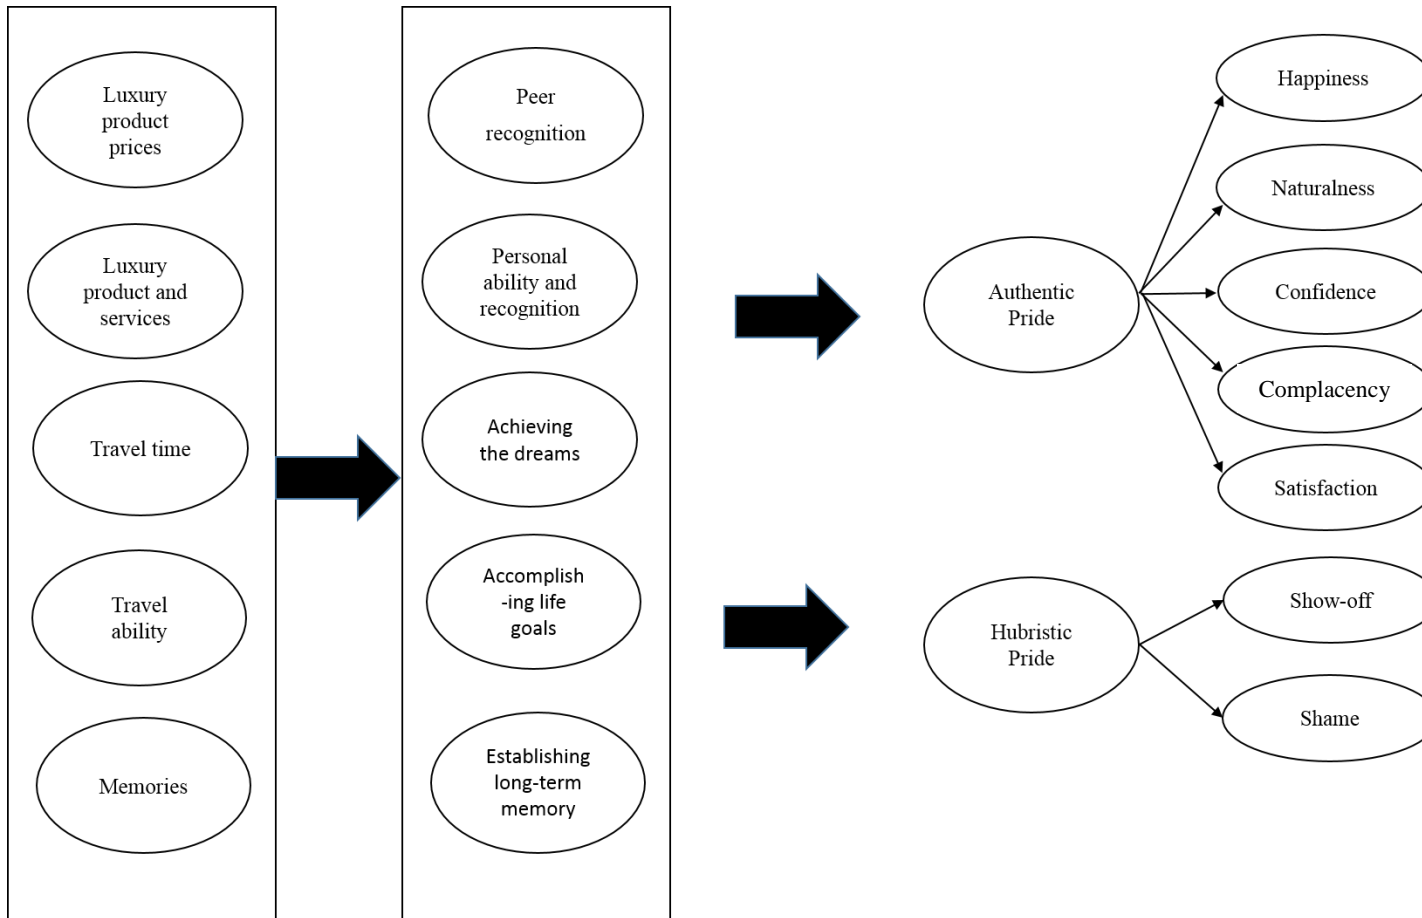 Luxury
product
prices
Luxury
product and
services
Travel time
Travel
ability
Memories
Peer
recognition
Personal
ability and
recognition
Achieving
the dreams
Accomplish
-ing life
goals
Establishing
long-term
memory
Authentic
Pride
Happiness
Naturalness
Confidence
Complacency
Satisfaction
Hubristic
Pride
Show-off
Shame